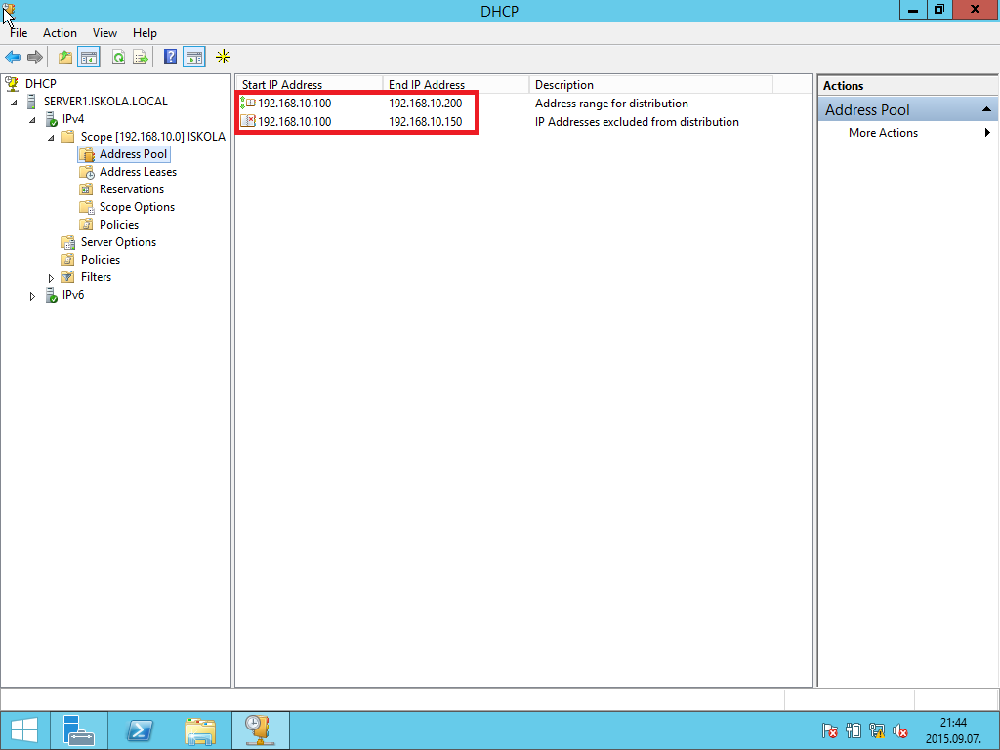 DHCP
File Action View Help
DHCP
SERVER1.ISKOLA.LOCAL
IPv4
Scope [192.168.10.0] ISKOLA
Address Pool
Address Leases
Reservations
Scope Options
Policies
Server Options
Policies
Filters
IPv6
Start IP Address End IP Address Description
192.168.10.100 192.168.10.200 Address range for distribution
192.168.10.100 192.168.10.150 IP Addresses excluded from distribution
Actions
Address Pool
More Actions
21:44
2015.09.07.